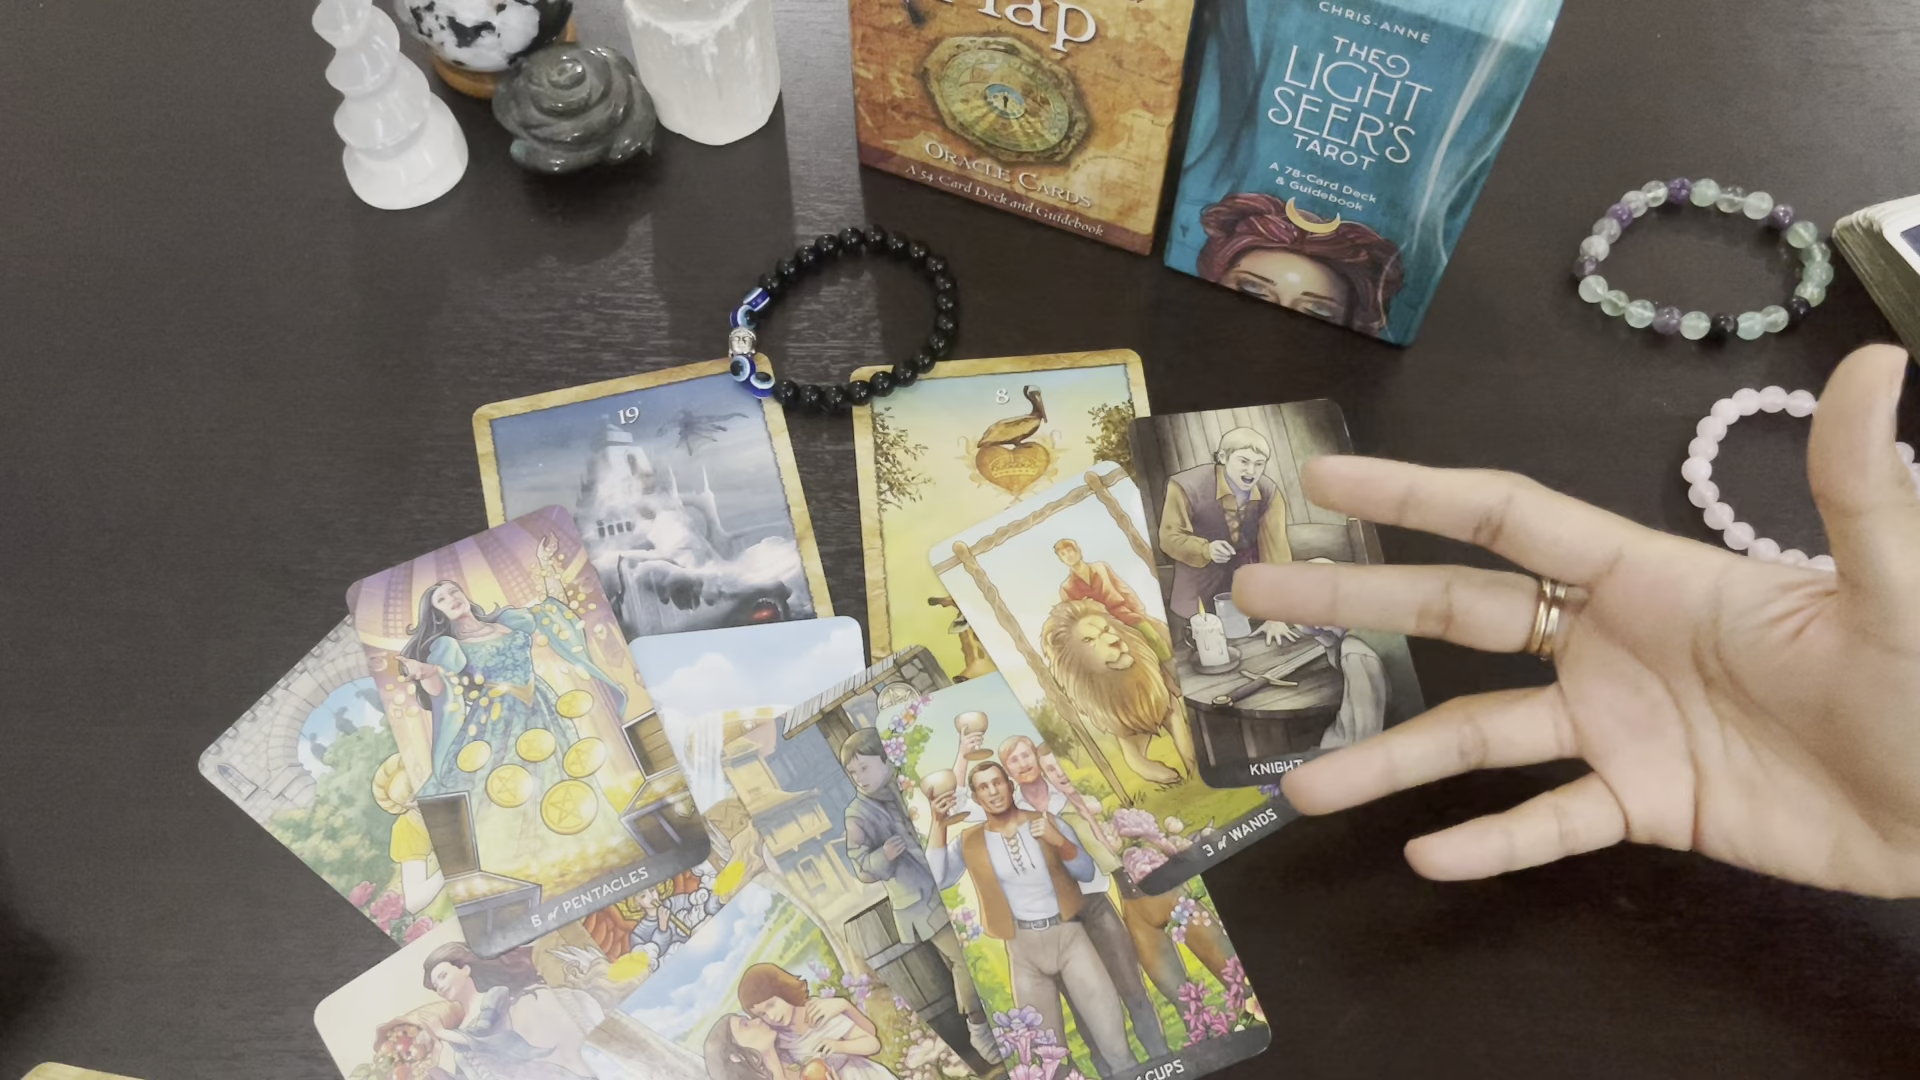 Map
ORACLE CARDS
A 54 Card Deck and Guidebook
CHRIS-ANNE
THE
LIGHT
SEER'S
TAROT
A 78-Card Deck
& Guidebook
19
8
KNIGHT
3 of WANDS
of PENTACLES
CUPS